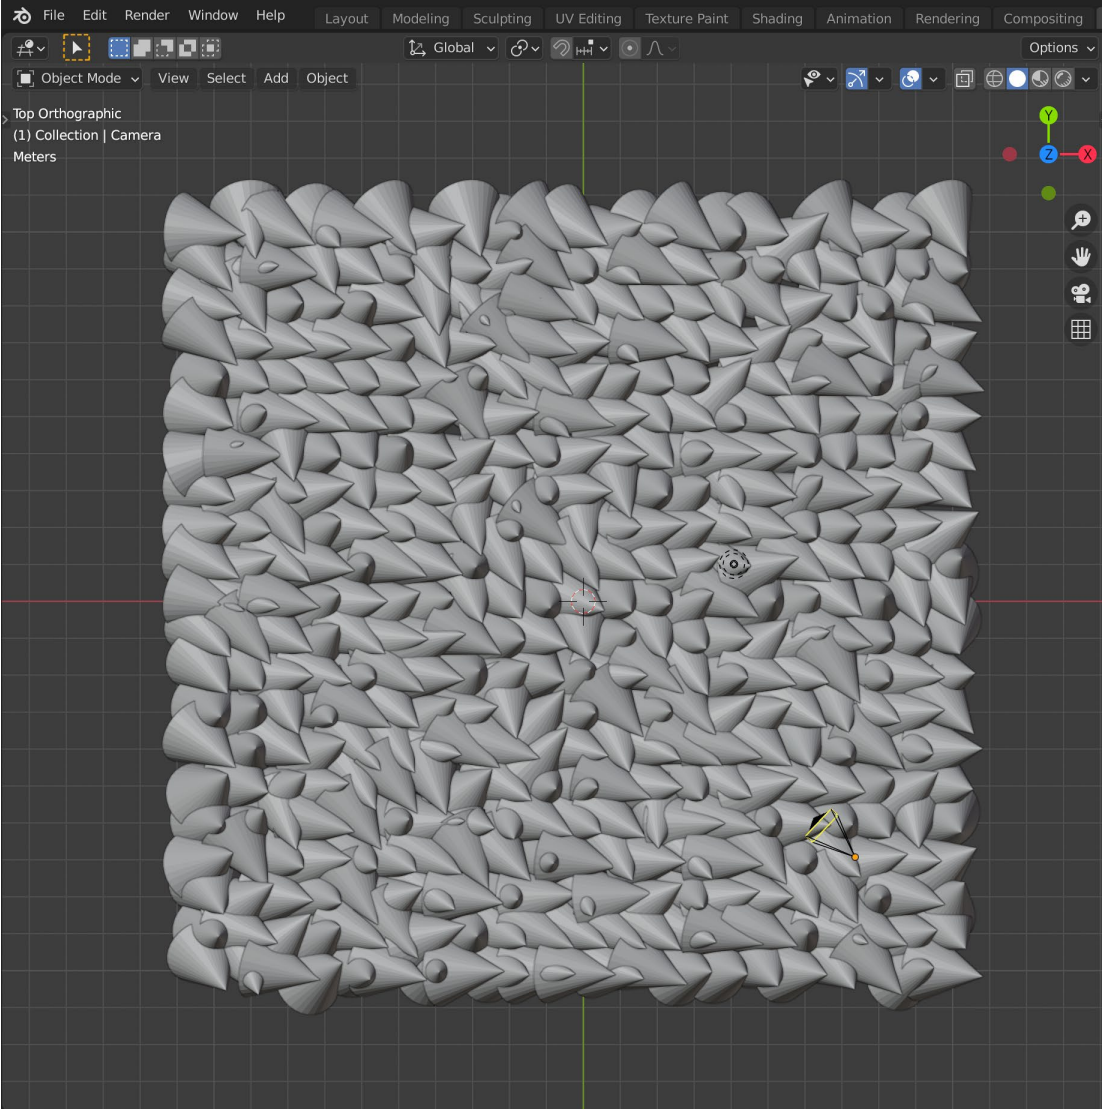 File Edit Render Window Help Layout Modeling Sculpting UV Editing Texture Paint Shading Animation Rendering Compositing
Global Options
Object Mode View Select Add Object
Top Orthographic
(1) Collection | Camera
Meters
Y
Z X